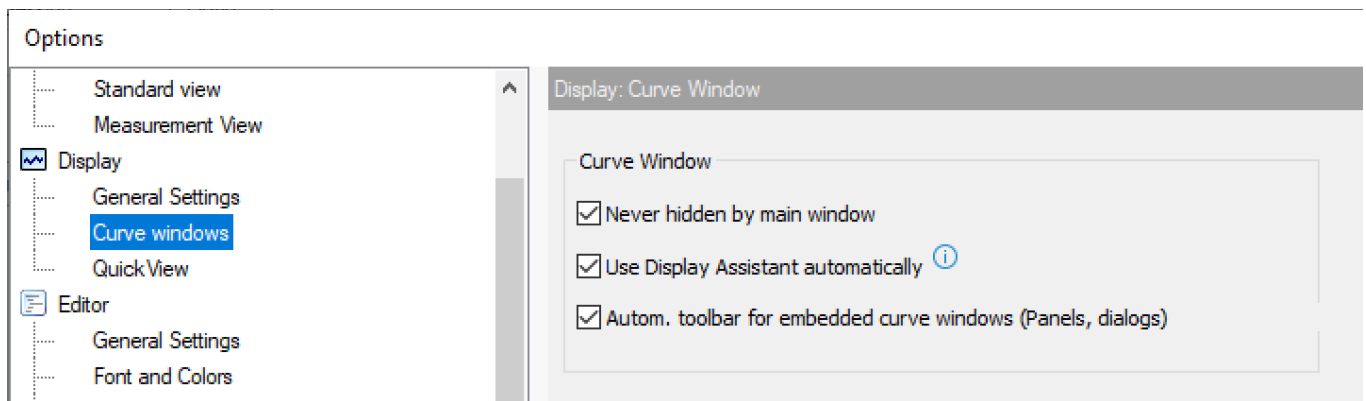 Options
Standard view
Measurement View
Display
General Settings
Curve windows
Quick View
Editor
General Settings
Font and Colors
Display: Curve Window
Curve Window
Never hidden by main window
Use Display Assistant automatically
Autom. toolbar for embedded curve windows (Panels, dialogs)